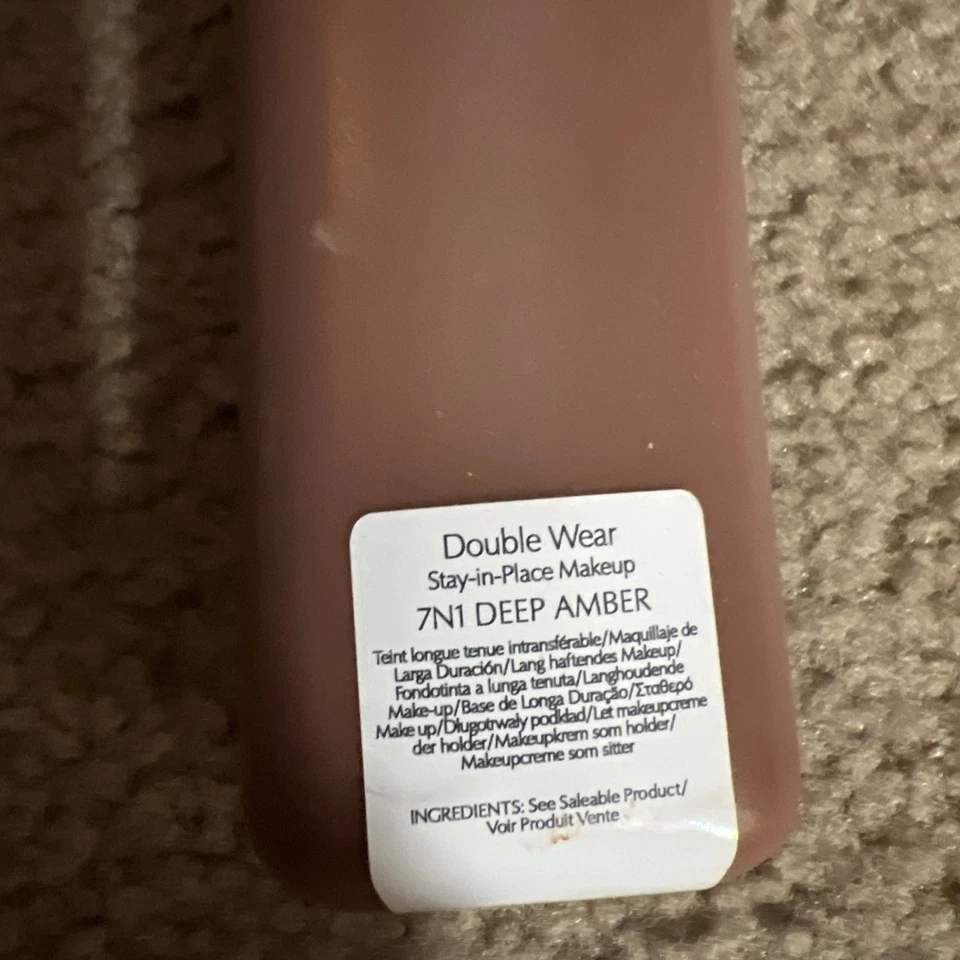 Double Wear
Stay-in-Place Makeup
7N1 DEEP AMBER
Teint longue tenue intransférable/Maquillaje de
Larga Duración/Lang haftendes Makeup/
Fondotinta a lunga tenuta/Langhoudende
Make-up/Base de Longa Duração/Σταθερό
Make up/Długotrwały podkład/Let makeupcreme
der holder/Makeupkrem som holder/
Makeupcreme som sitter
INGREDIENTS: See Saleable Product/
Voir Produit Vente